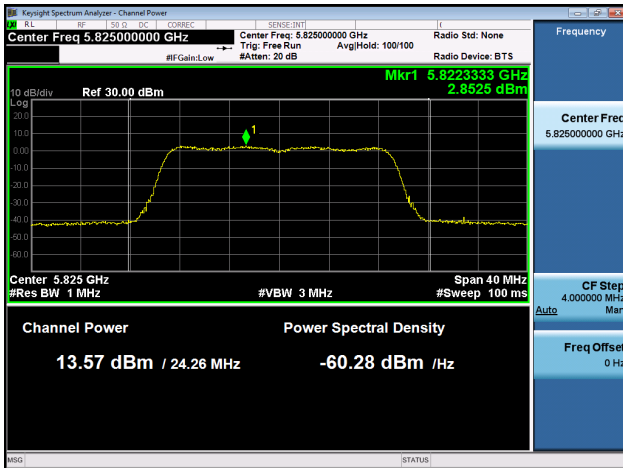 Keysight Spectrum Analyzer - Channel Power
RL RF 50 Ω DC CORREC SENSE:INT
Center Freq 5.825000000 GHz
Center Freq: 5.825000000 GHz
Radio Std: None
Trig: Free Run Avg|Hold: 100/100
#IFGain:Low
#Atten: 20 dB
Radio Device: BTS
Mkr1 5.8223333 GHz
2.8525 dBm
10 dB/div Ref 30.00 dBm
Log
20.0
10.0
0.00
-10.0
-20.0
-30.0
-40.0
-50.0
-60.0
1
Center 5.825 GHz
Span 40 MHz
#Res BW 1 MHz
#VBW 3 MHz
#Sweep 100 ms
Channel Power
Power Spectral Density
13.57 dBm / 24.26 MHz
-60.28 dBm /Hz
Frequency
Center Freq
5.825000000 GHz
CF Step
4.000000 MHz
Auto Man
Freq Offset
0 Hz
MSG
STATUS